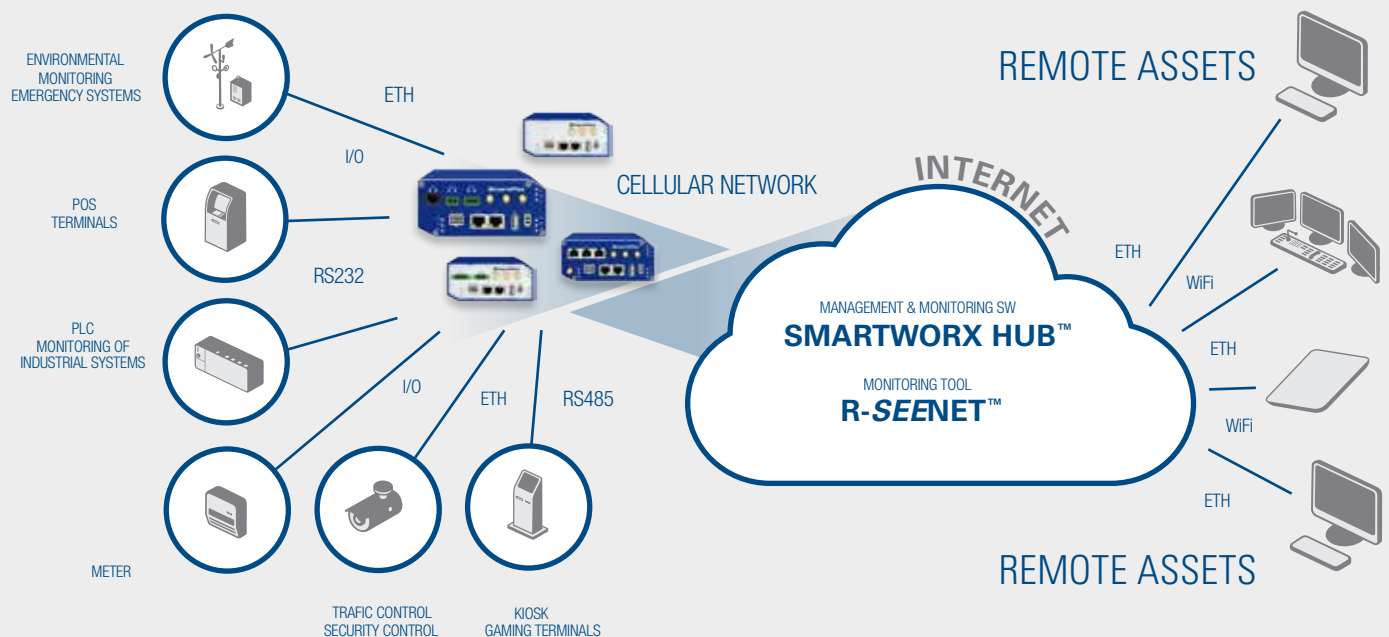 ENVIRONMENTAL
MONITORING
EMERGENCY SYSTEMS
ETH
I/O
POS
TERMINALS
RS232
PLC
MONITORING OF
INDUSTRIAL SYSTEMS
I/O
ETH
RS485
METER
TRAFIC CONTROL
SECURITY CONTROL
KIOSK
GAMING TERMINALS
CELLULAR NETWORK
INTERNET
MANAGEMENT & MONITORING SW
SMARTWORX HUB™
MONITORING TOOL
R-SEENET™
REMOTE ASSETS
ETH
WiFi
ETH
WiFi
ETH
REMOTE ASSETS